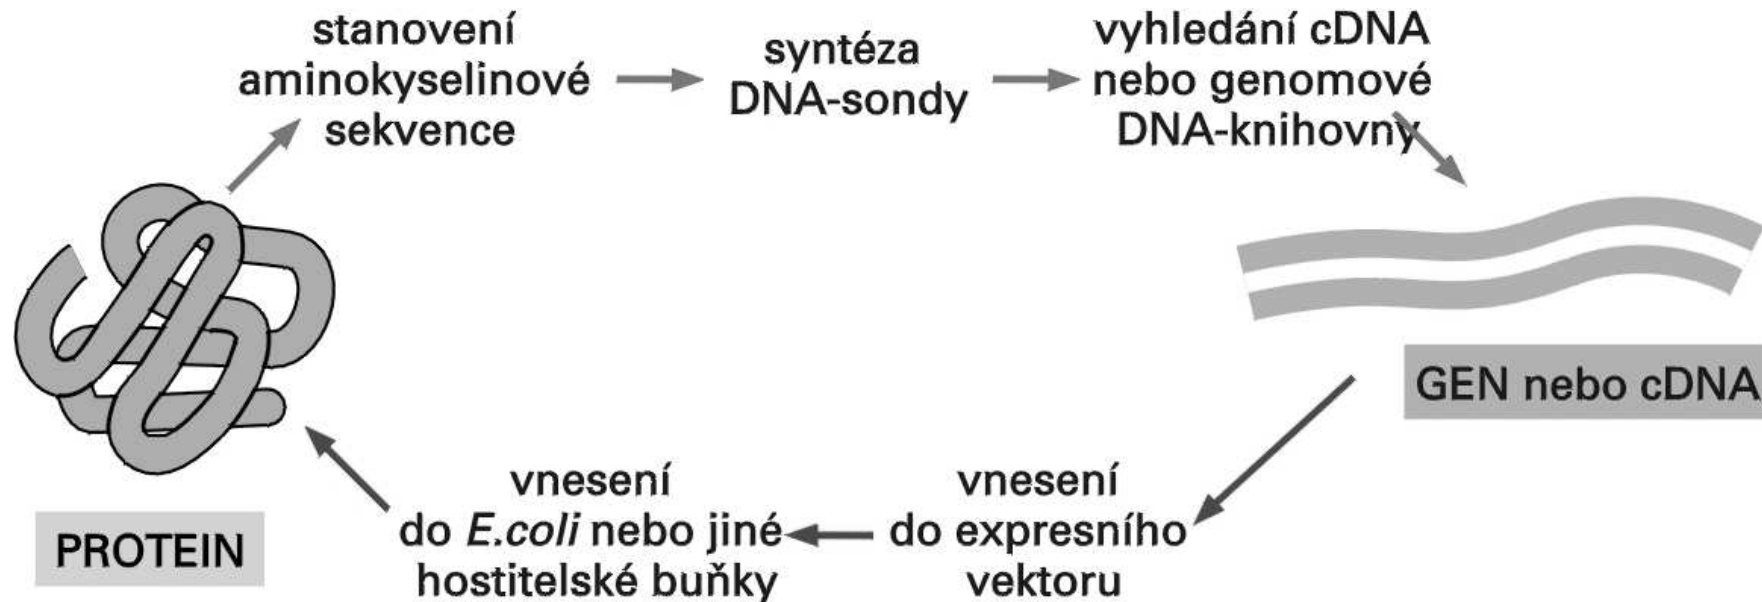 stanovení
aminokyselinové
sekvence
syntéza
DNA-sondy
vyhledání cDNA
nebo genomové
DNA-knihovny
GEN nebo cDNA
vnesení
do expresního
vektoru
vnesení
do E.coli nebo jiné
hostitelské buňky
PROTEIN